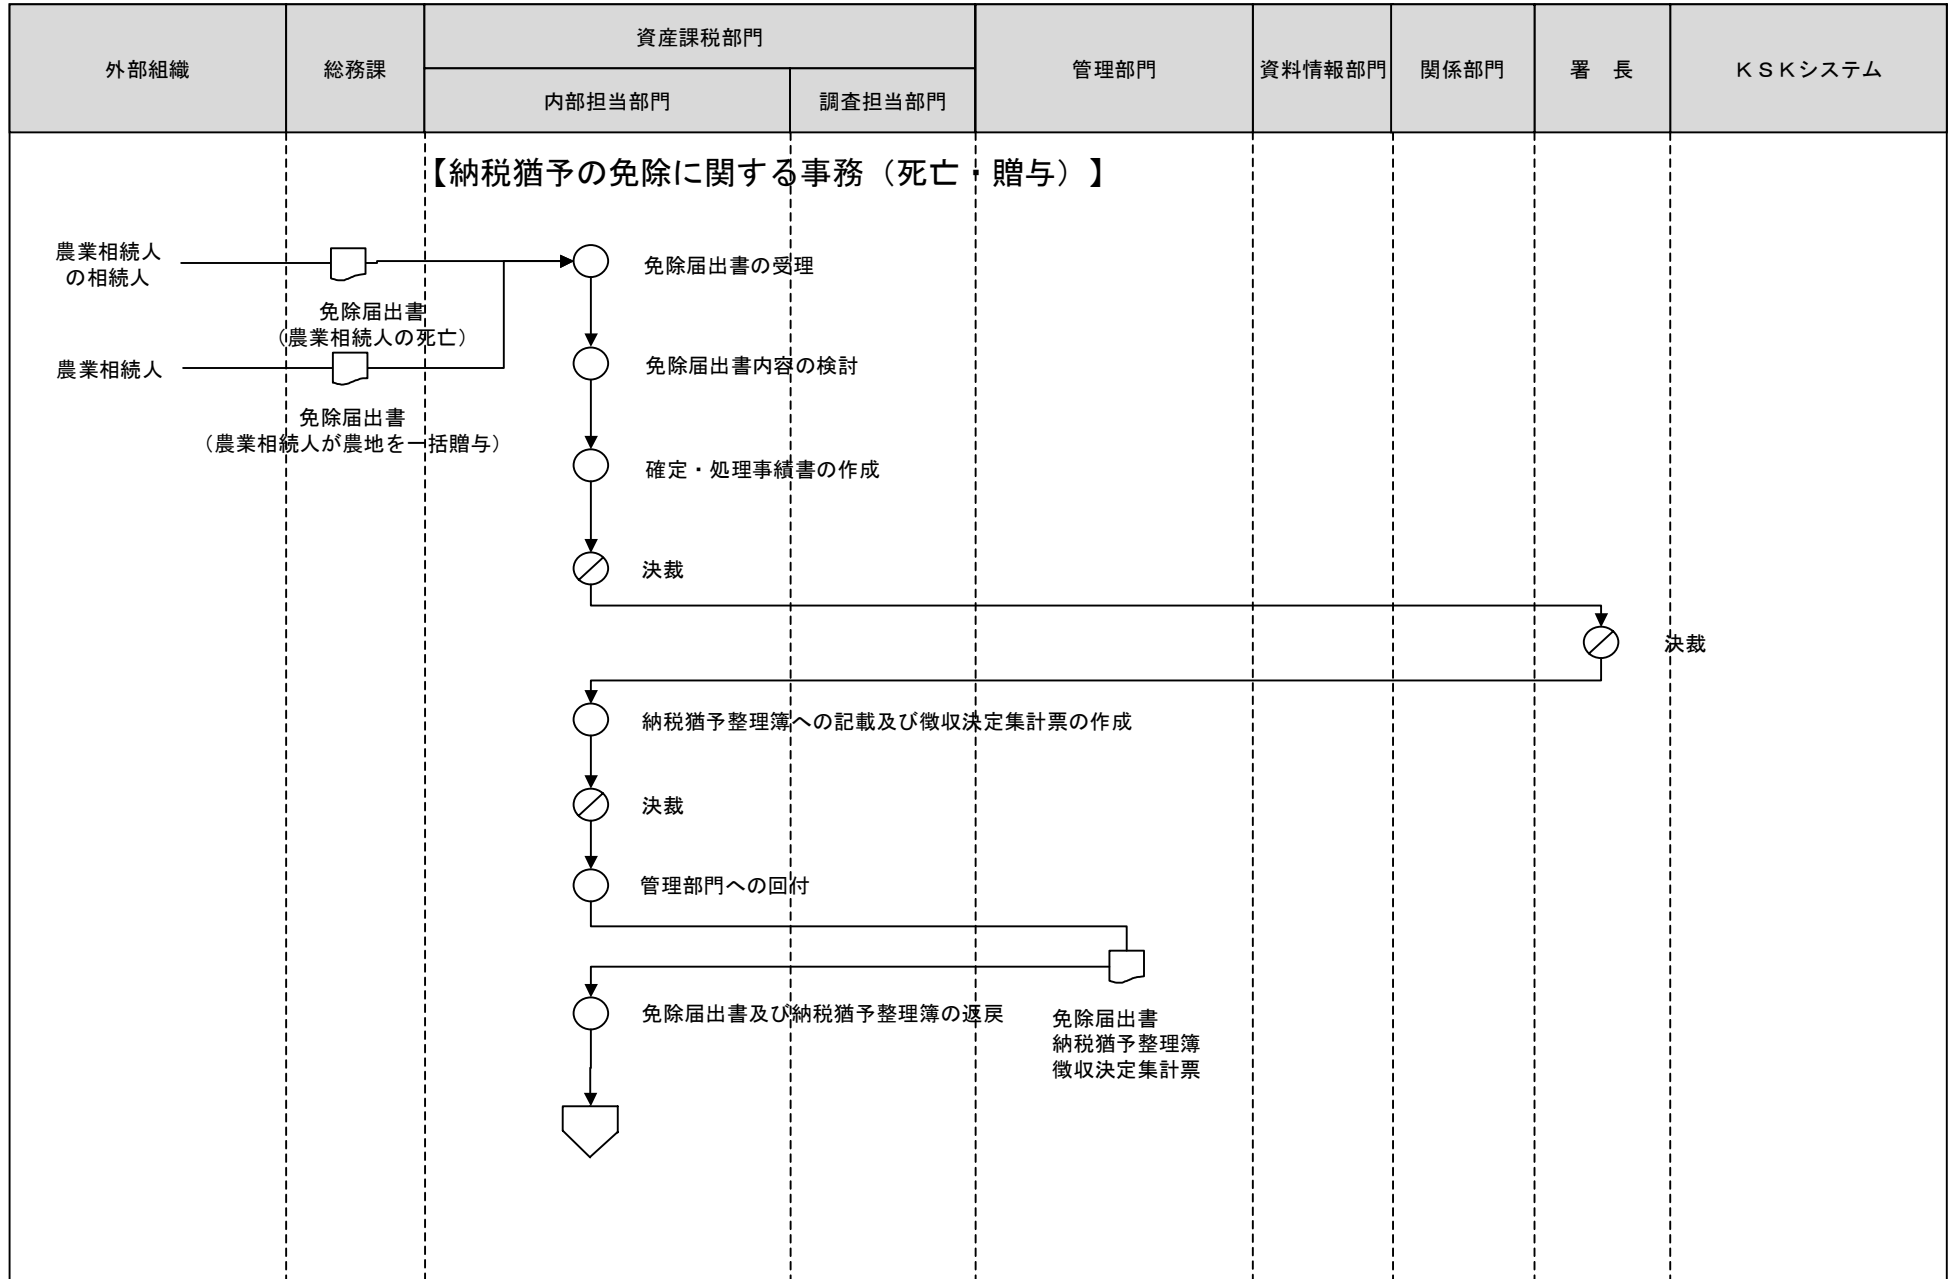 外部組織
総務課
資産課税部門
内部担当部門
調査担当部門
管理部門
資料情報部門
関係部門
署　長
ＫＳＫシステム
【納税猶予の免除に関する事務（死亡・贈与）】
農業相続人
の相続人
免除届出書の受理
免除届出書
（農業相続人の死亡）
農業相続人
免除届出書内容の検討
免除届出書
（農業相続人が農地を一括贈与）
確定・処理事績書の作成
決裁
決裁
納税猶予整理簿への記載及び徴収決定集計票の作成
決裁
管理部門への回付
免除届出書及び納税猶予整理簿の返戻
免除届出書
納税猶予整理簿
徴収決定集計票